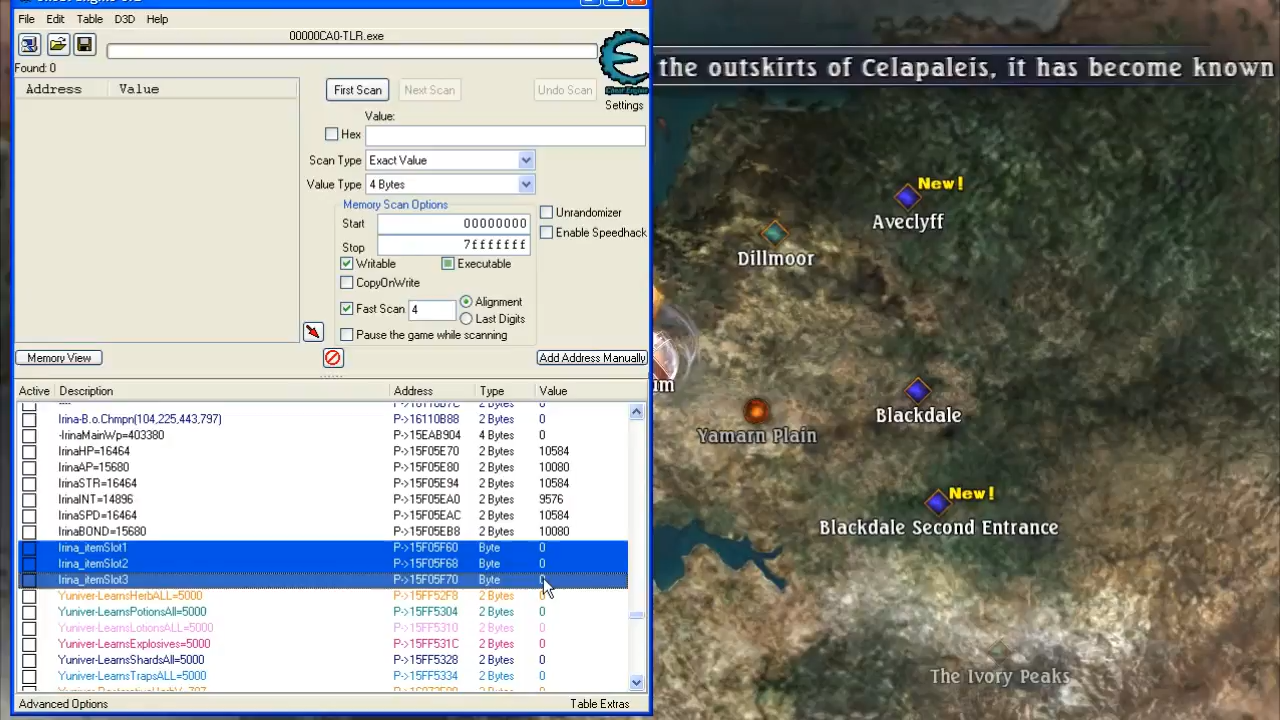 File Edit View Table D3D Help
00000CA0-TLR.exe
Found: 0
Address Value
First Scan Next Scan Undo Scan
Settings
Value:
Hex
Scan Type Exact Value
Value Type 4 Bytes
Memory Scan Options
Start 00000000
Stop 7fffffff
Unrandomizer
Enable Speedhack
Writable Executable
CopyOnWrite
Fast Scan 4 Alignment
Last Digits
Pause the game while scanning
Memory View Add Address Manually
Active Description Address Type Value
Irina-B.o.Chmpn(104,225,443,797) P->16110B88 2 Bytes 0
-IrinaMainWp=403380 P->15EAB904 4 Bytes 0
IrinaHP=16464 P->15F05E70 2 Bytes 10584
IrinaAP=15680 P->15F05E80 2 Bytes 10080
IrinaSTR=16464 P->15F05E94 2 Bytes 10584
IrinaINT=14896 P->15F05EA0 2 Bytes 9576
IrinaSPD=16464 P->15F05EAC 2 Bytes 10584
IrinaBOND=15680 P->15F05EB8 2 Bytes 10080
Irina_itemSlot1 P->15F05F60 Byte 0
Irina_itemSlot2 P->15F05F68 Byte 0
Irina_itemSlot3 P->15F05F70 Byte
Yuniver-LearnsHerbALL=5000 P->15FF52F8 2 Bytes 0
Yuniver-LearnsPotionsAll=5000 P->15FF5304 2 Bytes 0
Yuniver-LearnsLotionsALL=5000 P->15FF5310 2 Bytes 0
Yuniver-LearnsExplosives=5000 P->15FF531C 2 Bytes 0
Yuniver-LearnsShardsAll=5000 P->15FF5328 2 Bytes 0
Yuniver-LearnsTrapsALL=5000 P->15FF5334 2 Bytes 0
Advanced Options Table Extras
the outskirts of Celapaleis, it has become known
New!
Aveclyff
Dillmoor
Blackdale
Yamarn Plain
New!
Blackdale Second Entrance
The Ivory Peaks